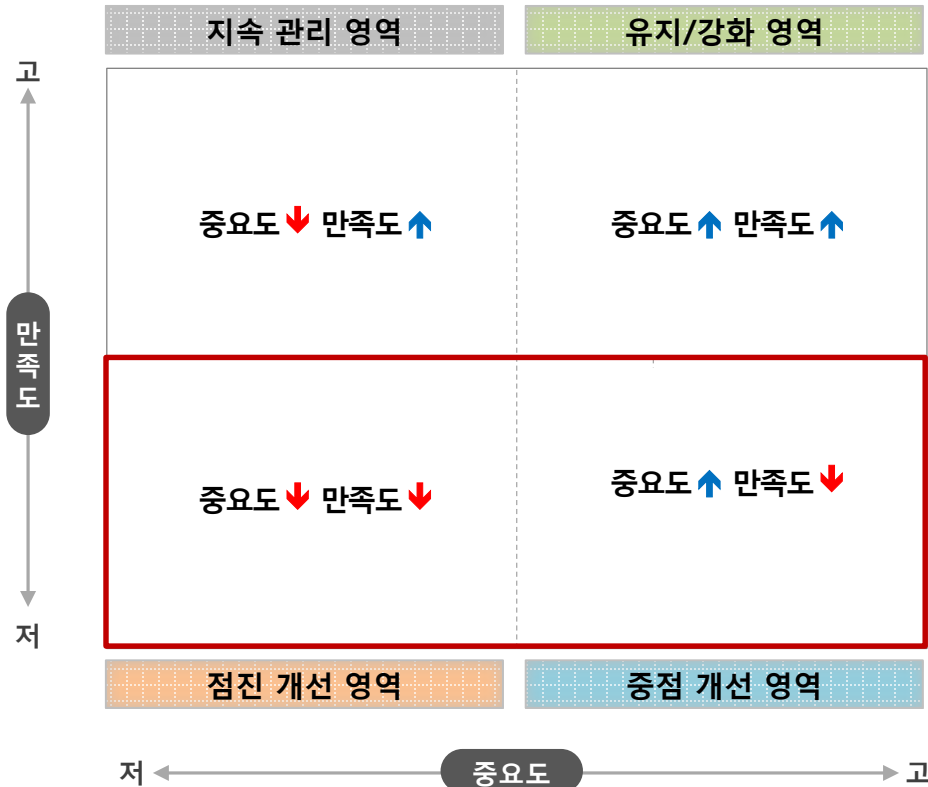 지속 관리 영역
유지/강화 영역
고
중요도 만족도
중요도 만족도
만족도
중요도 만족도
중요도 만족도
저
점진 개선 영역
중점 개선 영역
저
중요도
고